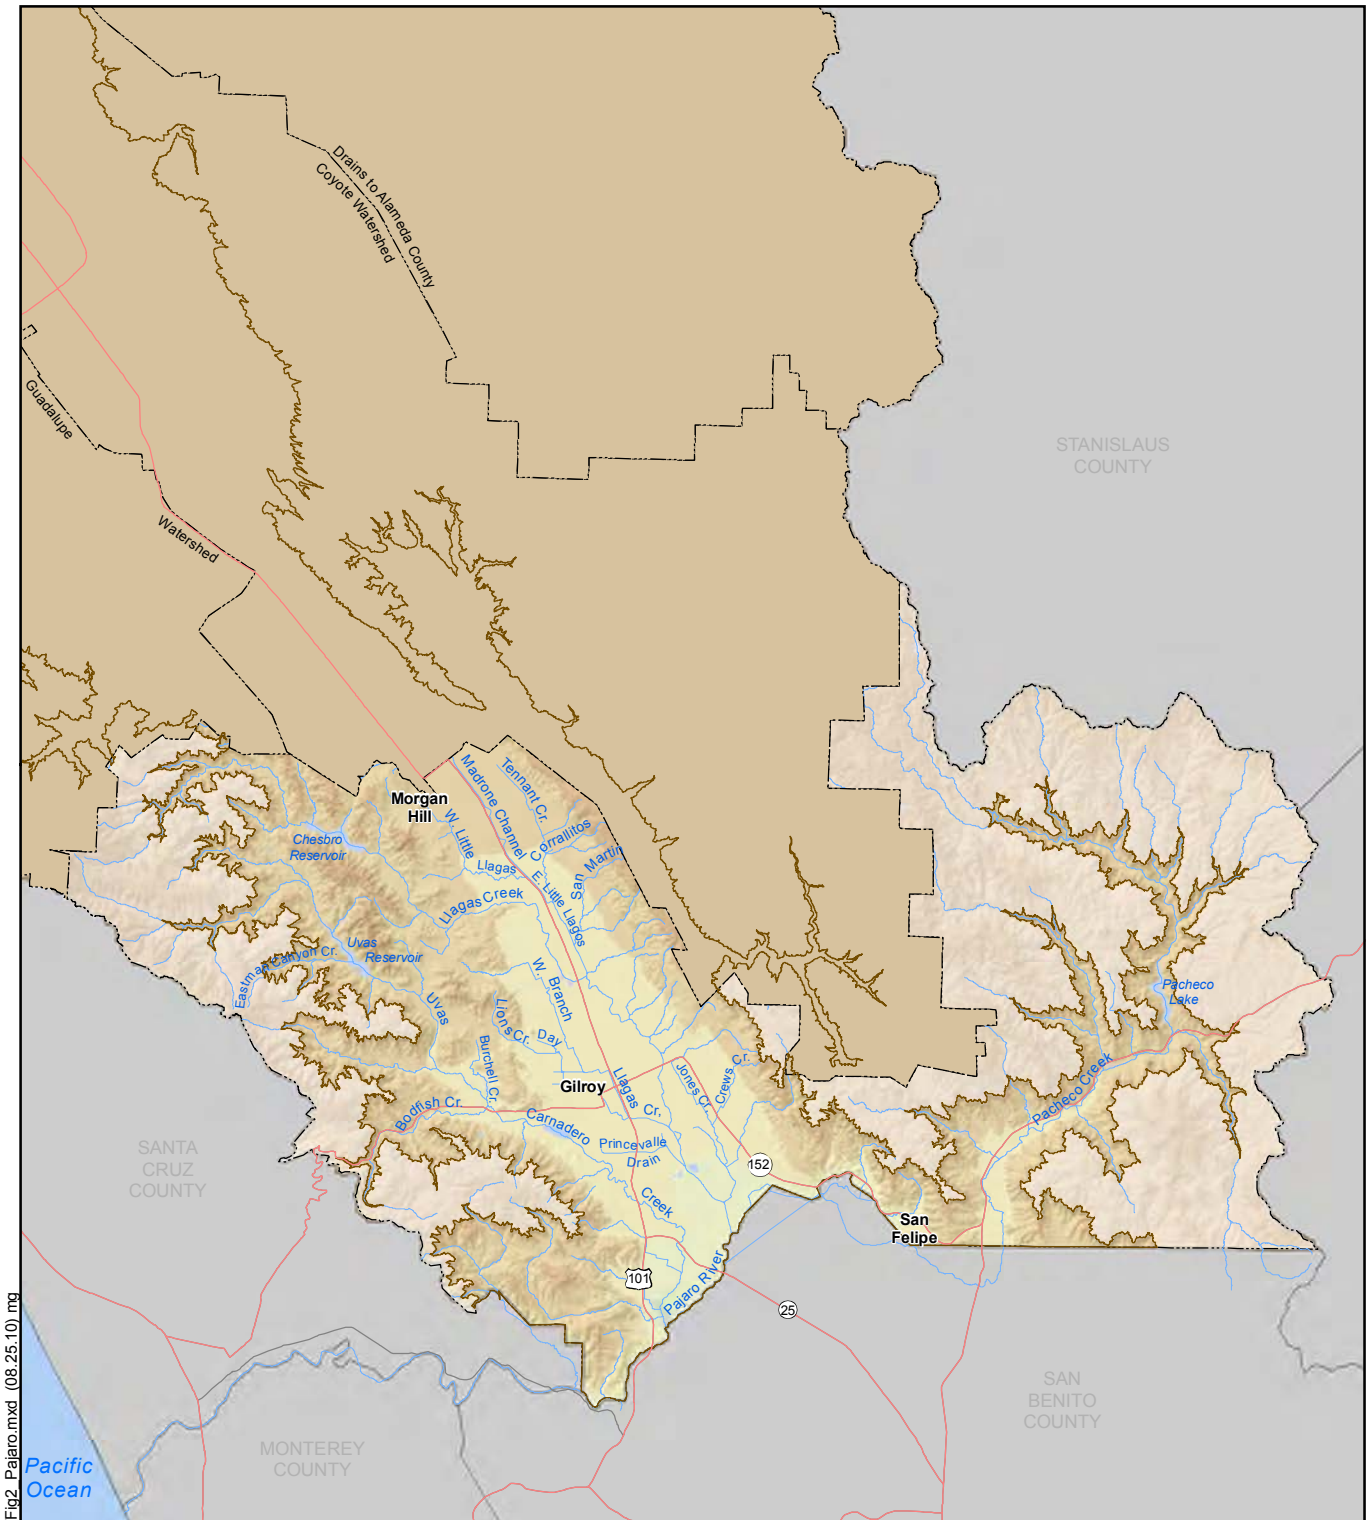 Drains to Alameda County
Coyote Watershed
Guadalupe
Watershed
STANISLAUS
COUNTY
Morgan
Hill
Madrone Channel
Tennant Cr.
W. Little
Llagas
Corrallitos
San Martin
E. Little Llagos
Chesbro
Reservoir
Llagas Creek
Uvas
Reservoir
Eastman Canyon Cr.
Uvas
W. Branch
Lions Cr.
Day
Burchell Cr.
Pacheco
Lake
Pacheco Creek
Gilroy
Llagas Cr.
Jones Cr.
Crews Cr.
Bodfish Cr.
Carnadero
Creek
Princevalle
Drain
152
SANTA
CRUZ
COUNTY
San
Felipe
101
Pajaro River
25
SAN
BENITO
COUNTY
MONTEREY
COUNTY
Pacific
Ocean
Fig2_Pajaro.mxd (08.25.10) mg